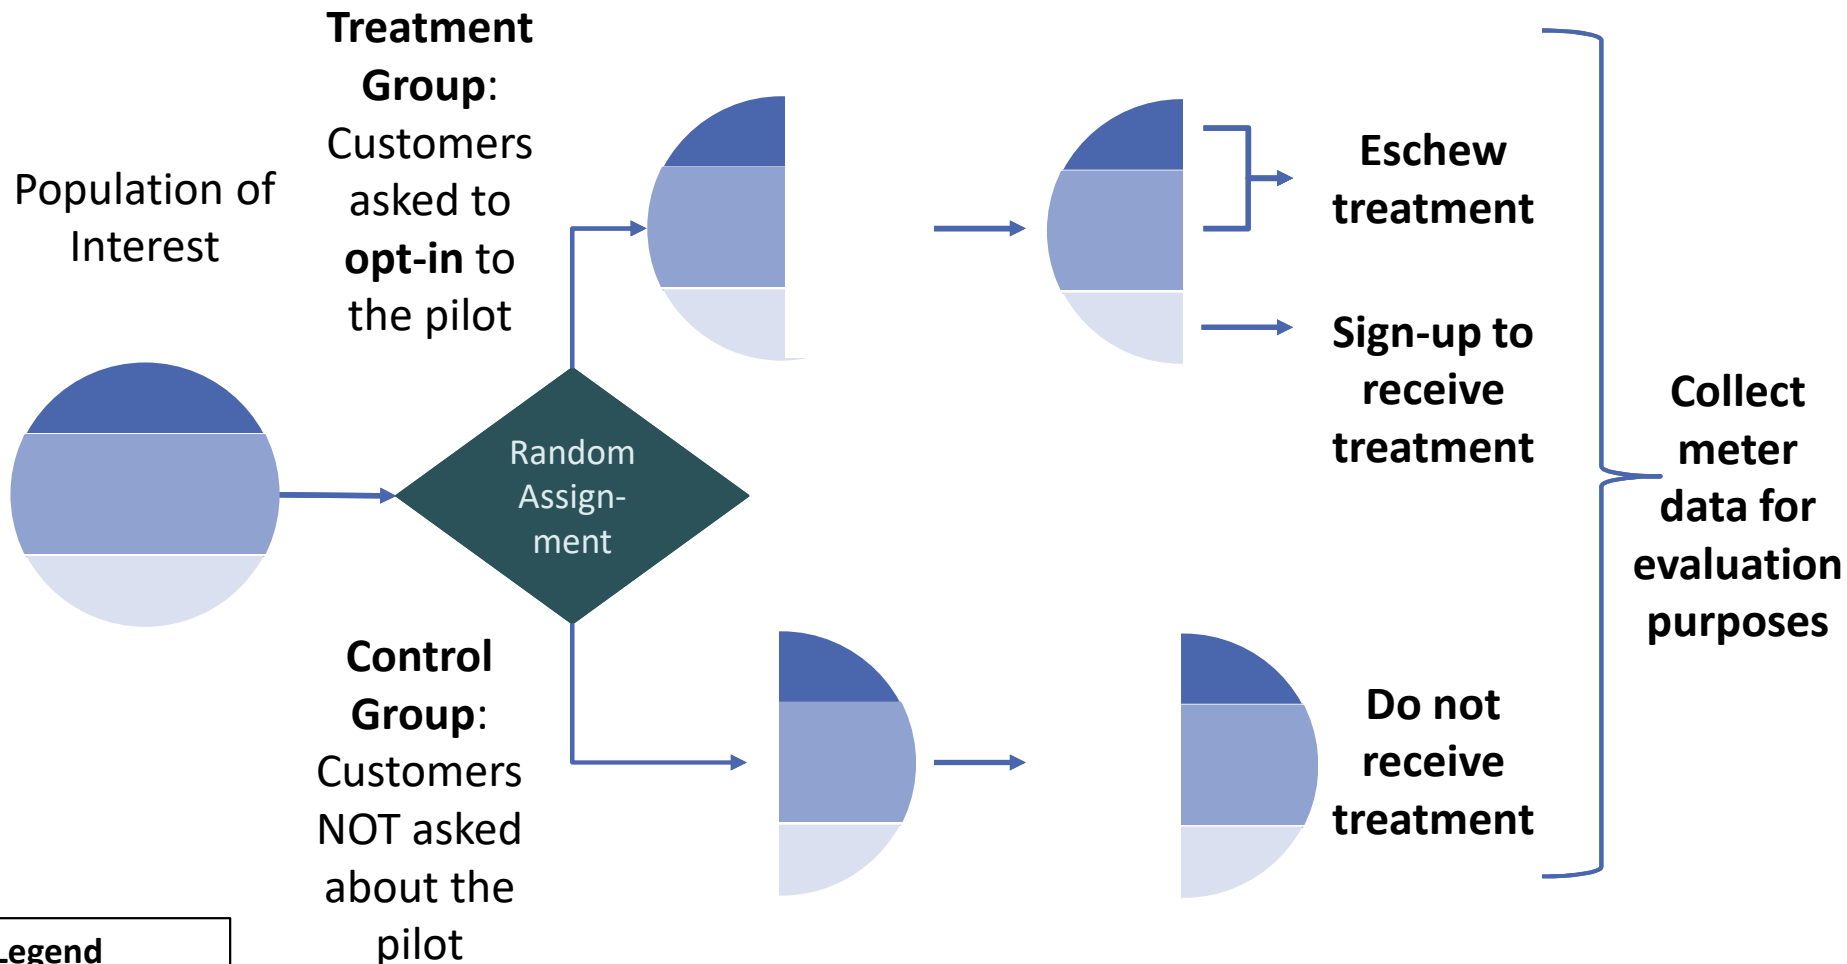 Population of
Interest
Treatment
Group:
Customers
asked to
opt-in to
the pilot
Random
Assign-
ment
Control
Group:
Customers
NOT asked
about the
pilot
Eschew
treatment
Sign-up to
receive
treatment
Do not
receive
treatment
Collect
meter
data for
evaluation
purposes
Legend